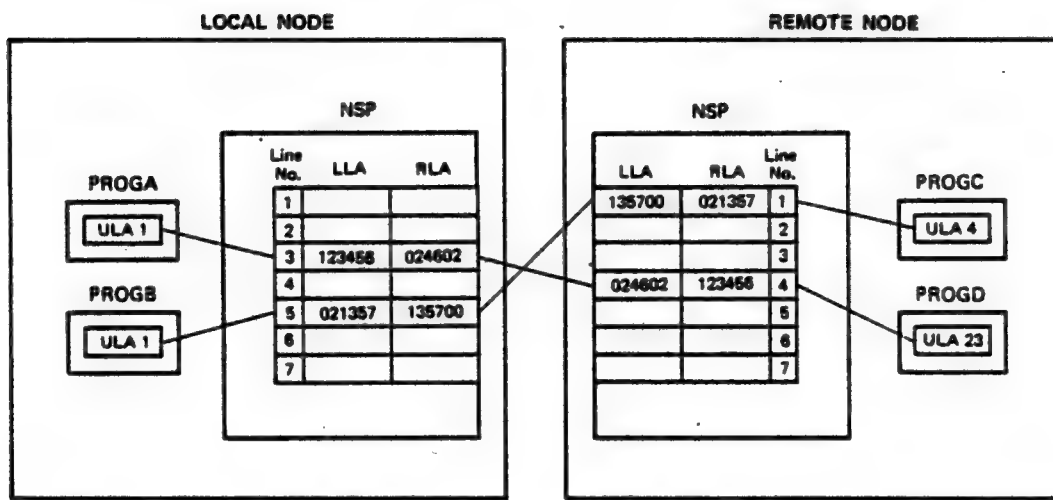 LOCAL NODE
REMOTE NODE
NSP
Line No. LLA RLA
1
2
3 123456 024602
4
5 021357 135700
6
7
PROGA
ULA 1
PROGB
ULA 1
NSP
LLA RLA Line No.
135700 021357 1
2
3
024602 123456 4
5
6
7
PROGC
ULA 4
PROGD
ULA 23